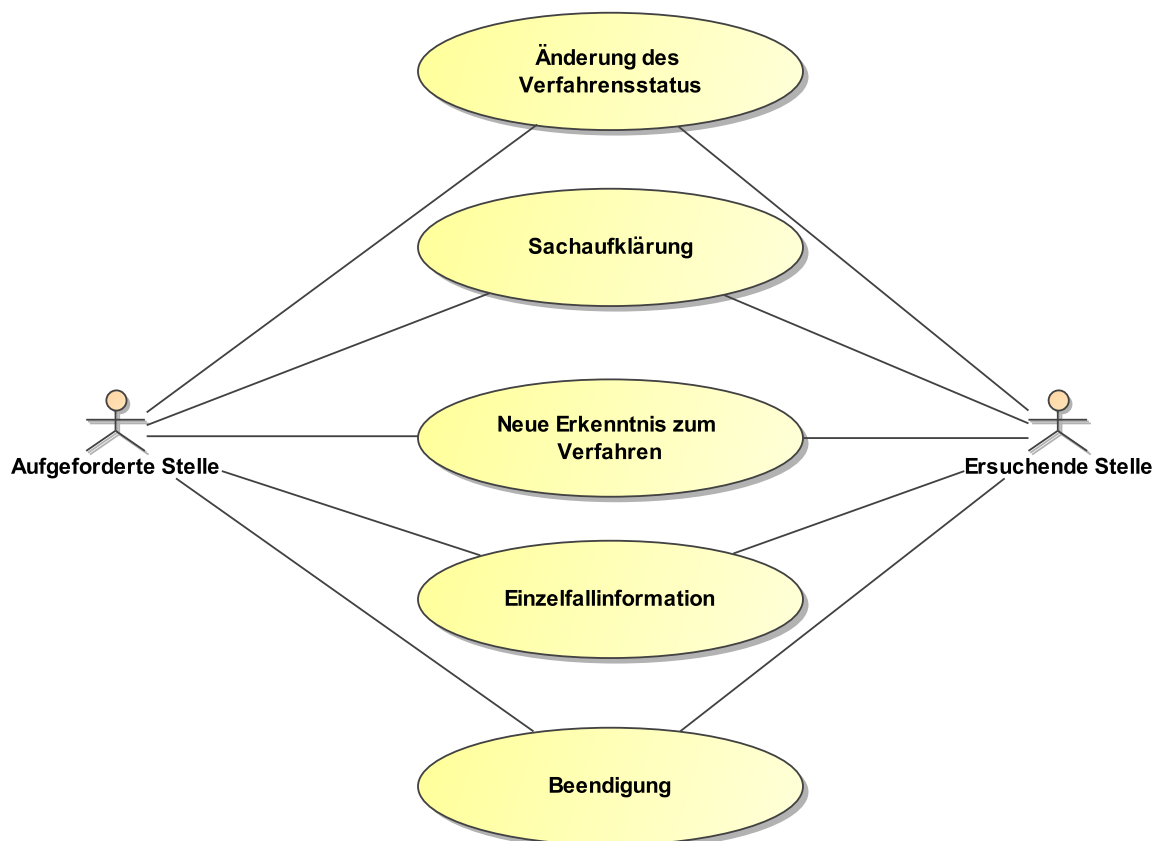 Änderung des
Verfahrensstatus
Sachaufklärung
Neue Erkenntnis zum
Verfahren
Aufgeforderte Stelle
Ersuchende Stelle
Einzelfallinformation
Beendigung